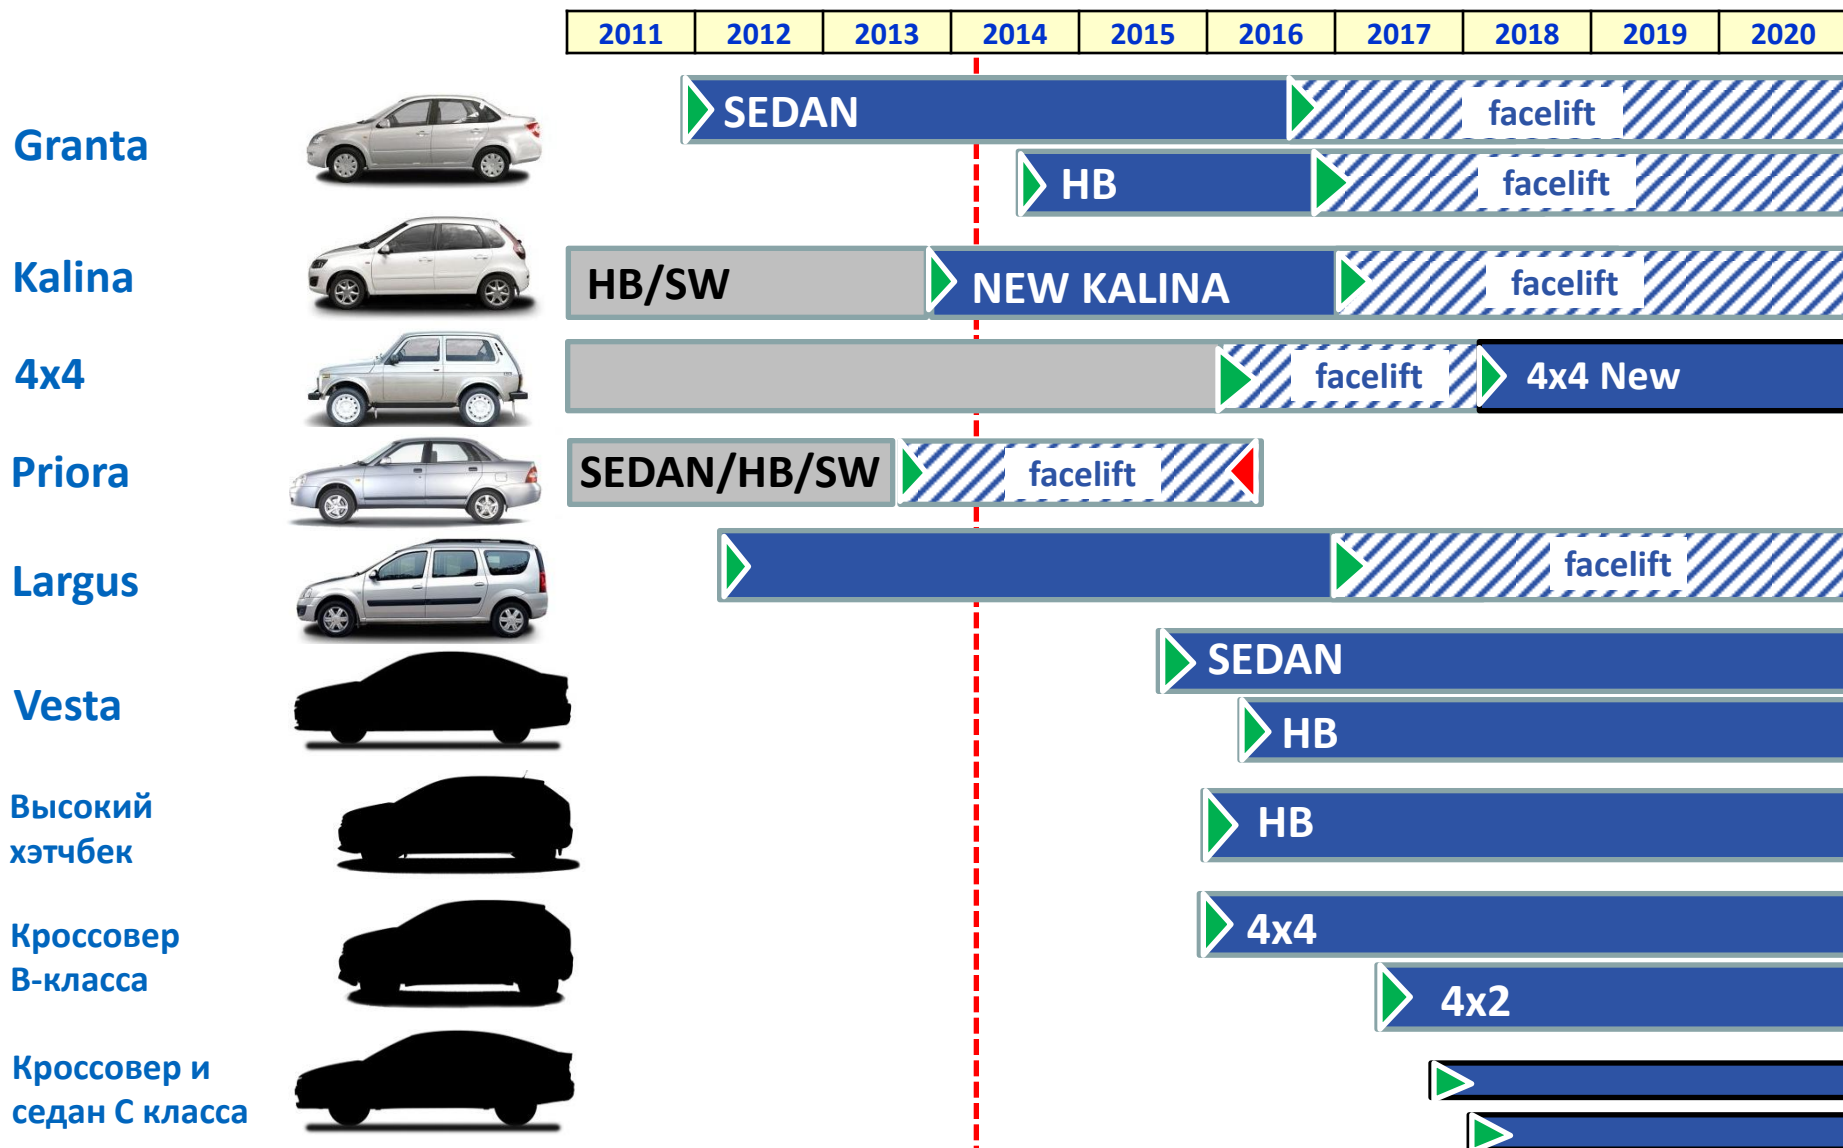 2011 2012 2013 2014 2015 2016 2017 2018 2019 2020
Granta
SEDAN facelift
HB facelift
Kalina
HB/SW NEW KALINA facelift
4x4
facelift 4x4 New
Priora
SEDAN/HB/SW facelift
Largus
facelift
Vesta
SEDAN
HB
Высокий
хэтчбек
HB
Кроссовер
В-класса
4x4
4x2
Кроссовер и
седан С класса